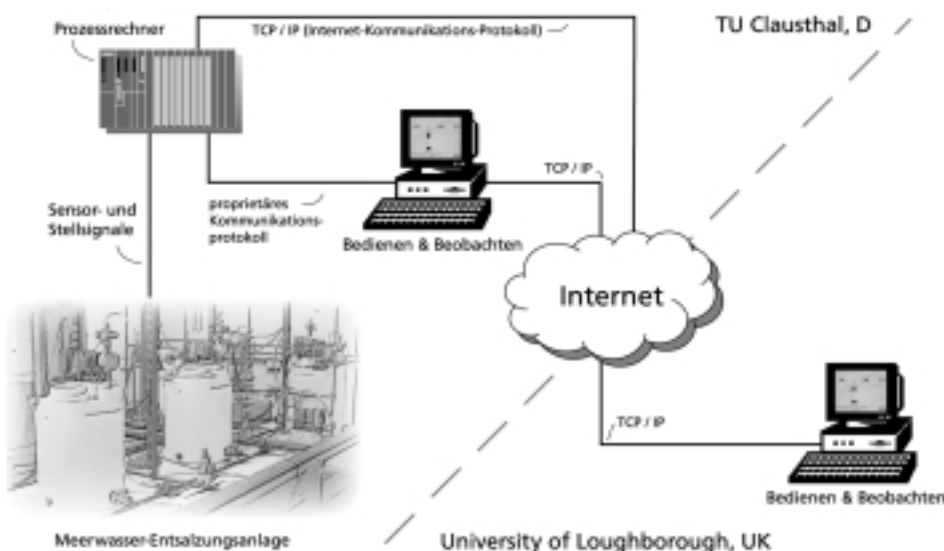 Prozessrechner
TCP / IP (Internet-Kommunikations-Protokoll)
TU Clausthal, D
TCP / IP
Sensor- und
Stellsignale
proprietäres
Kommunikations-
protokoll
Bedienen & Beobachten
Internet
TCP / IP
Bedienen & Beobachten
Meerwasser-Entsalzungsanlage
University of Loughborough, UK